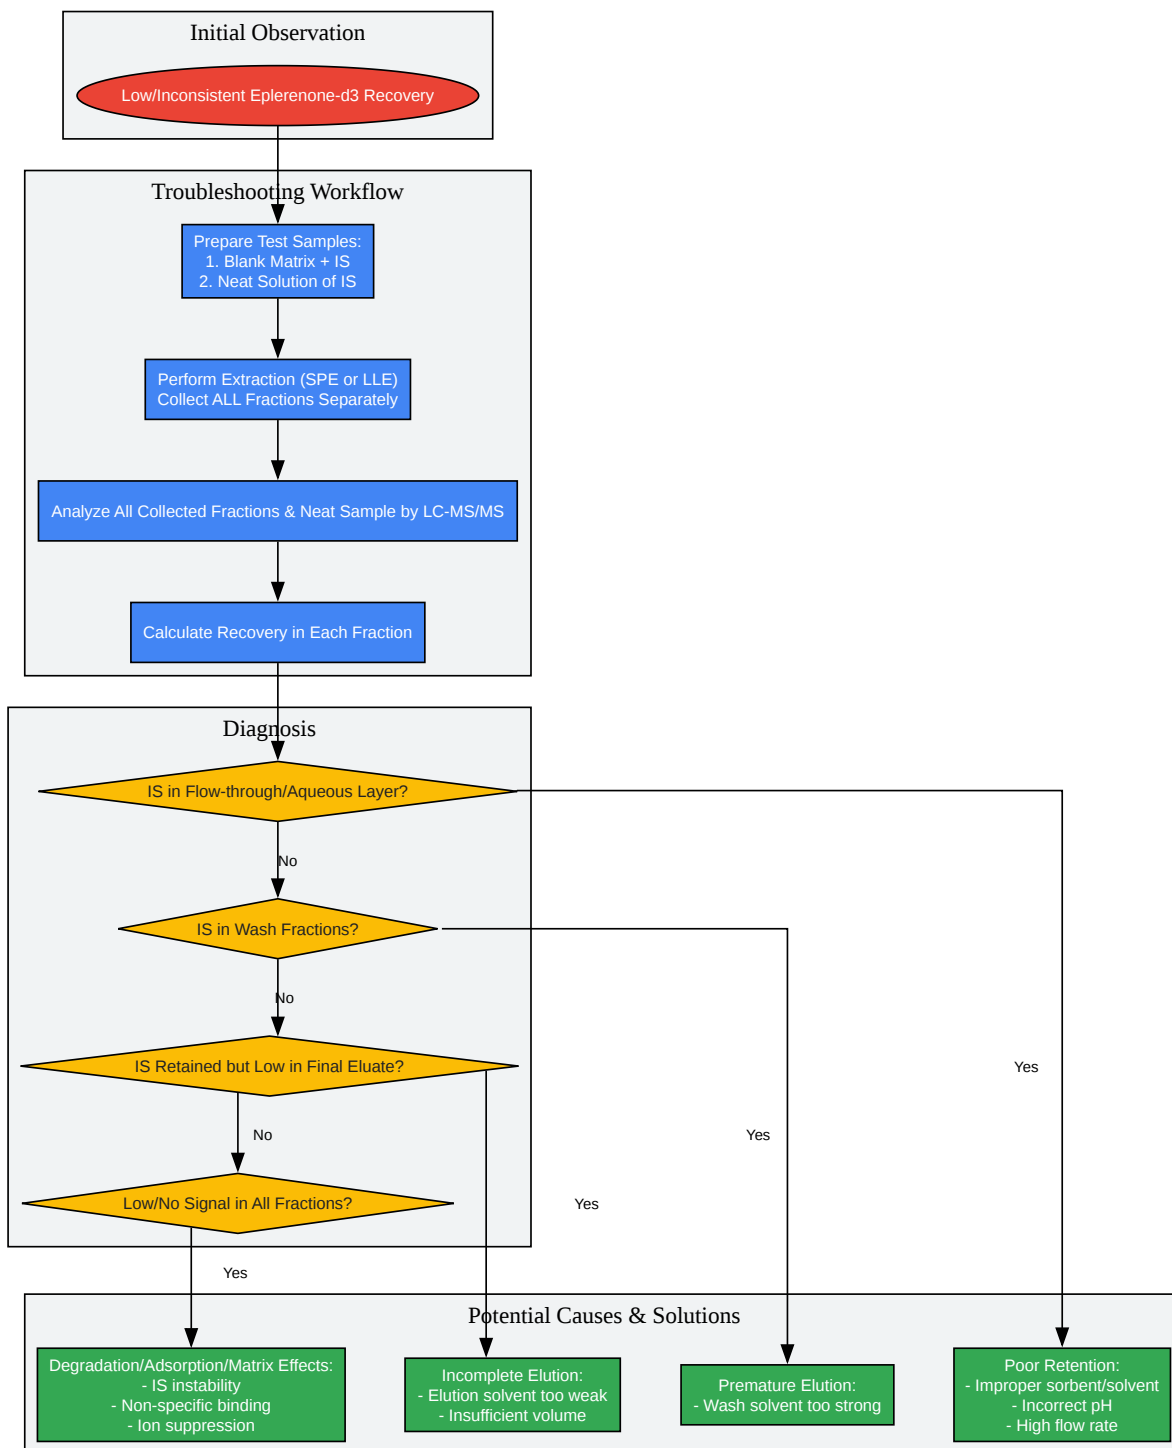 Initial Observation
Low/Inconsistent Eplerenone-d3 Recovery
Troubleshooting Workflow
Prepare Test Samples:
1. Blank Matrix + IS
2. Neat Solution of IS
Perform Extraction (SPE or LLE)
Collect ALL Fractions Separately
Analyze All Collected Fractions & Neat Sample by LC-MS/MS
Calculate Recovery in Each Fraction
Diagnosis
IS in Flow-through/Aqueous Layer?
No
IS in Wash Fractions?
No
IS Retained but Low in Final Eluate?
Yes
No
Yes
Low/No Signal in All Fractions?
Yes
Yes
Potential Causes & Solutions
Degradation/Adsorption/Matrix Effects:
- IS instability
- Non-specific binding
- Ion suppression
Incomplete Elution:
- Elution solvent too weak
- Insufficient volume
Premature Elution:
- Wash solvent too strong
Poor Retention:
- Improper sorbent/solvent
- Incorrect pH
- High flow rate